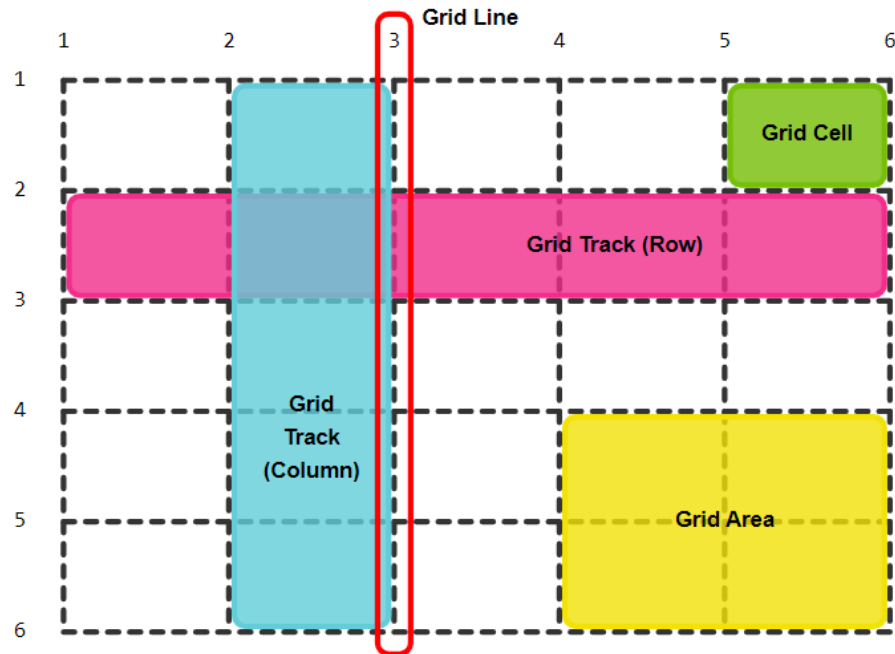 Grid Line
1 2 3 4 5 6
1
Grid Cell
2
Grid Track (Row)
3
4
Grid
Track
(Column)
5
Grid Area
6